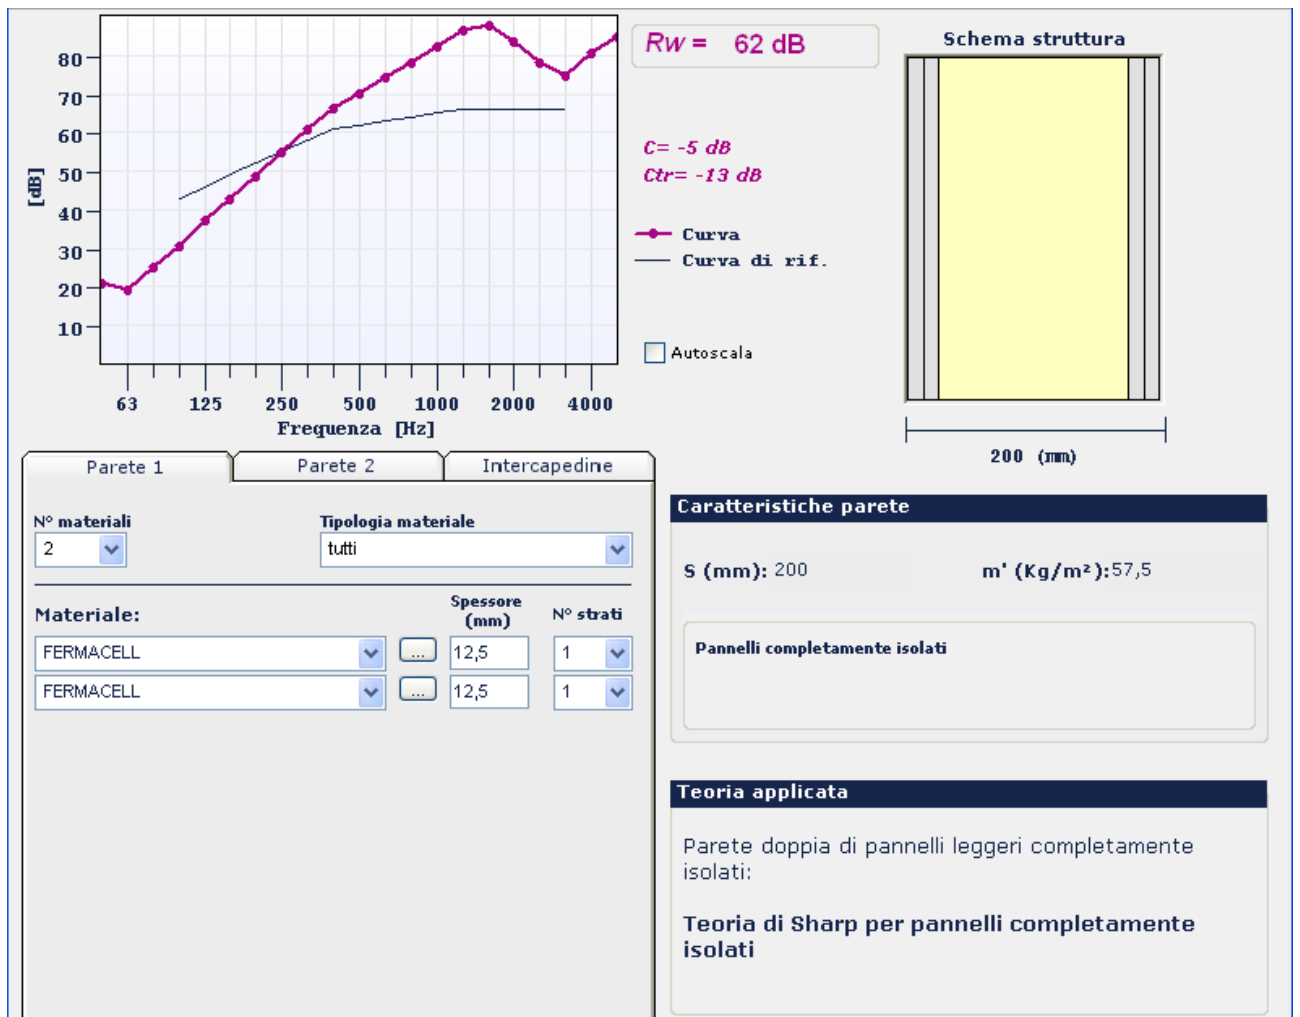 80
70
60
50
40
30
20
10
[dB]
63 125 250 500 1000 2000 4000
Frequenza [Hz]
Rw = 62 dB
C= -5 dB
Ctr= -13 dB
Curva
Curva di rif.
Autoscala
Schema struttura
200 (mm)
Parete 1 Parete 2 Intercapedine
N° materiali Tipologia materiale
2 tutti
Materiale: Spessore (mm) N° strati
FERMACELL ... 12,5 1
FERMACELL ... 12,5 1
Caratteristiche parete
S (mm): 200 m' (Kg/m²):57,5
Pannelli completamente isolati
Teoria applicata
Parete doppia di pannelli leggeri completamente
isolati:
Teoria di Sharp per pannelli completamente
isolati